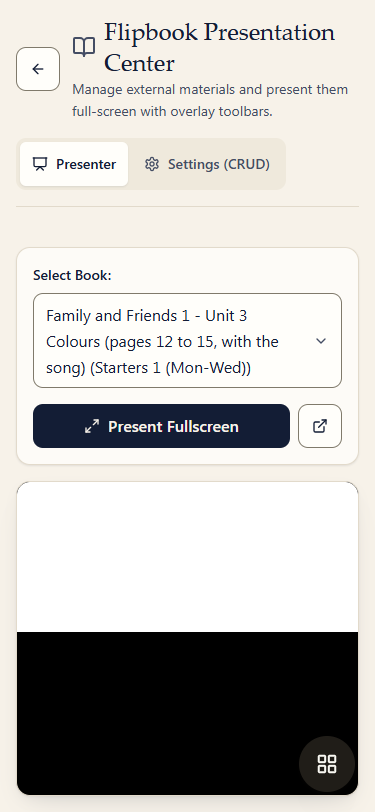 Flipbook Presentation
Center
Manage external materials and present them
full-screen with overlay toolbars.
Presenter
Settings (CRUD)
Select Book:
Family and Friends 1 - Unit 3
Colours (pages 12 to 15, with the
song) (Starters 1 (Mon-Wed))
Present Fullscreen